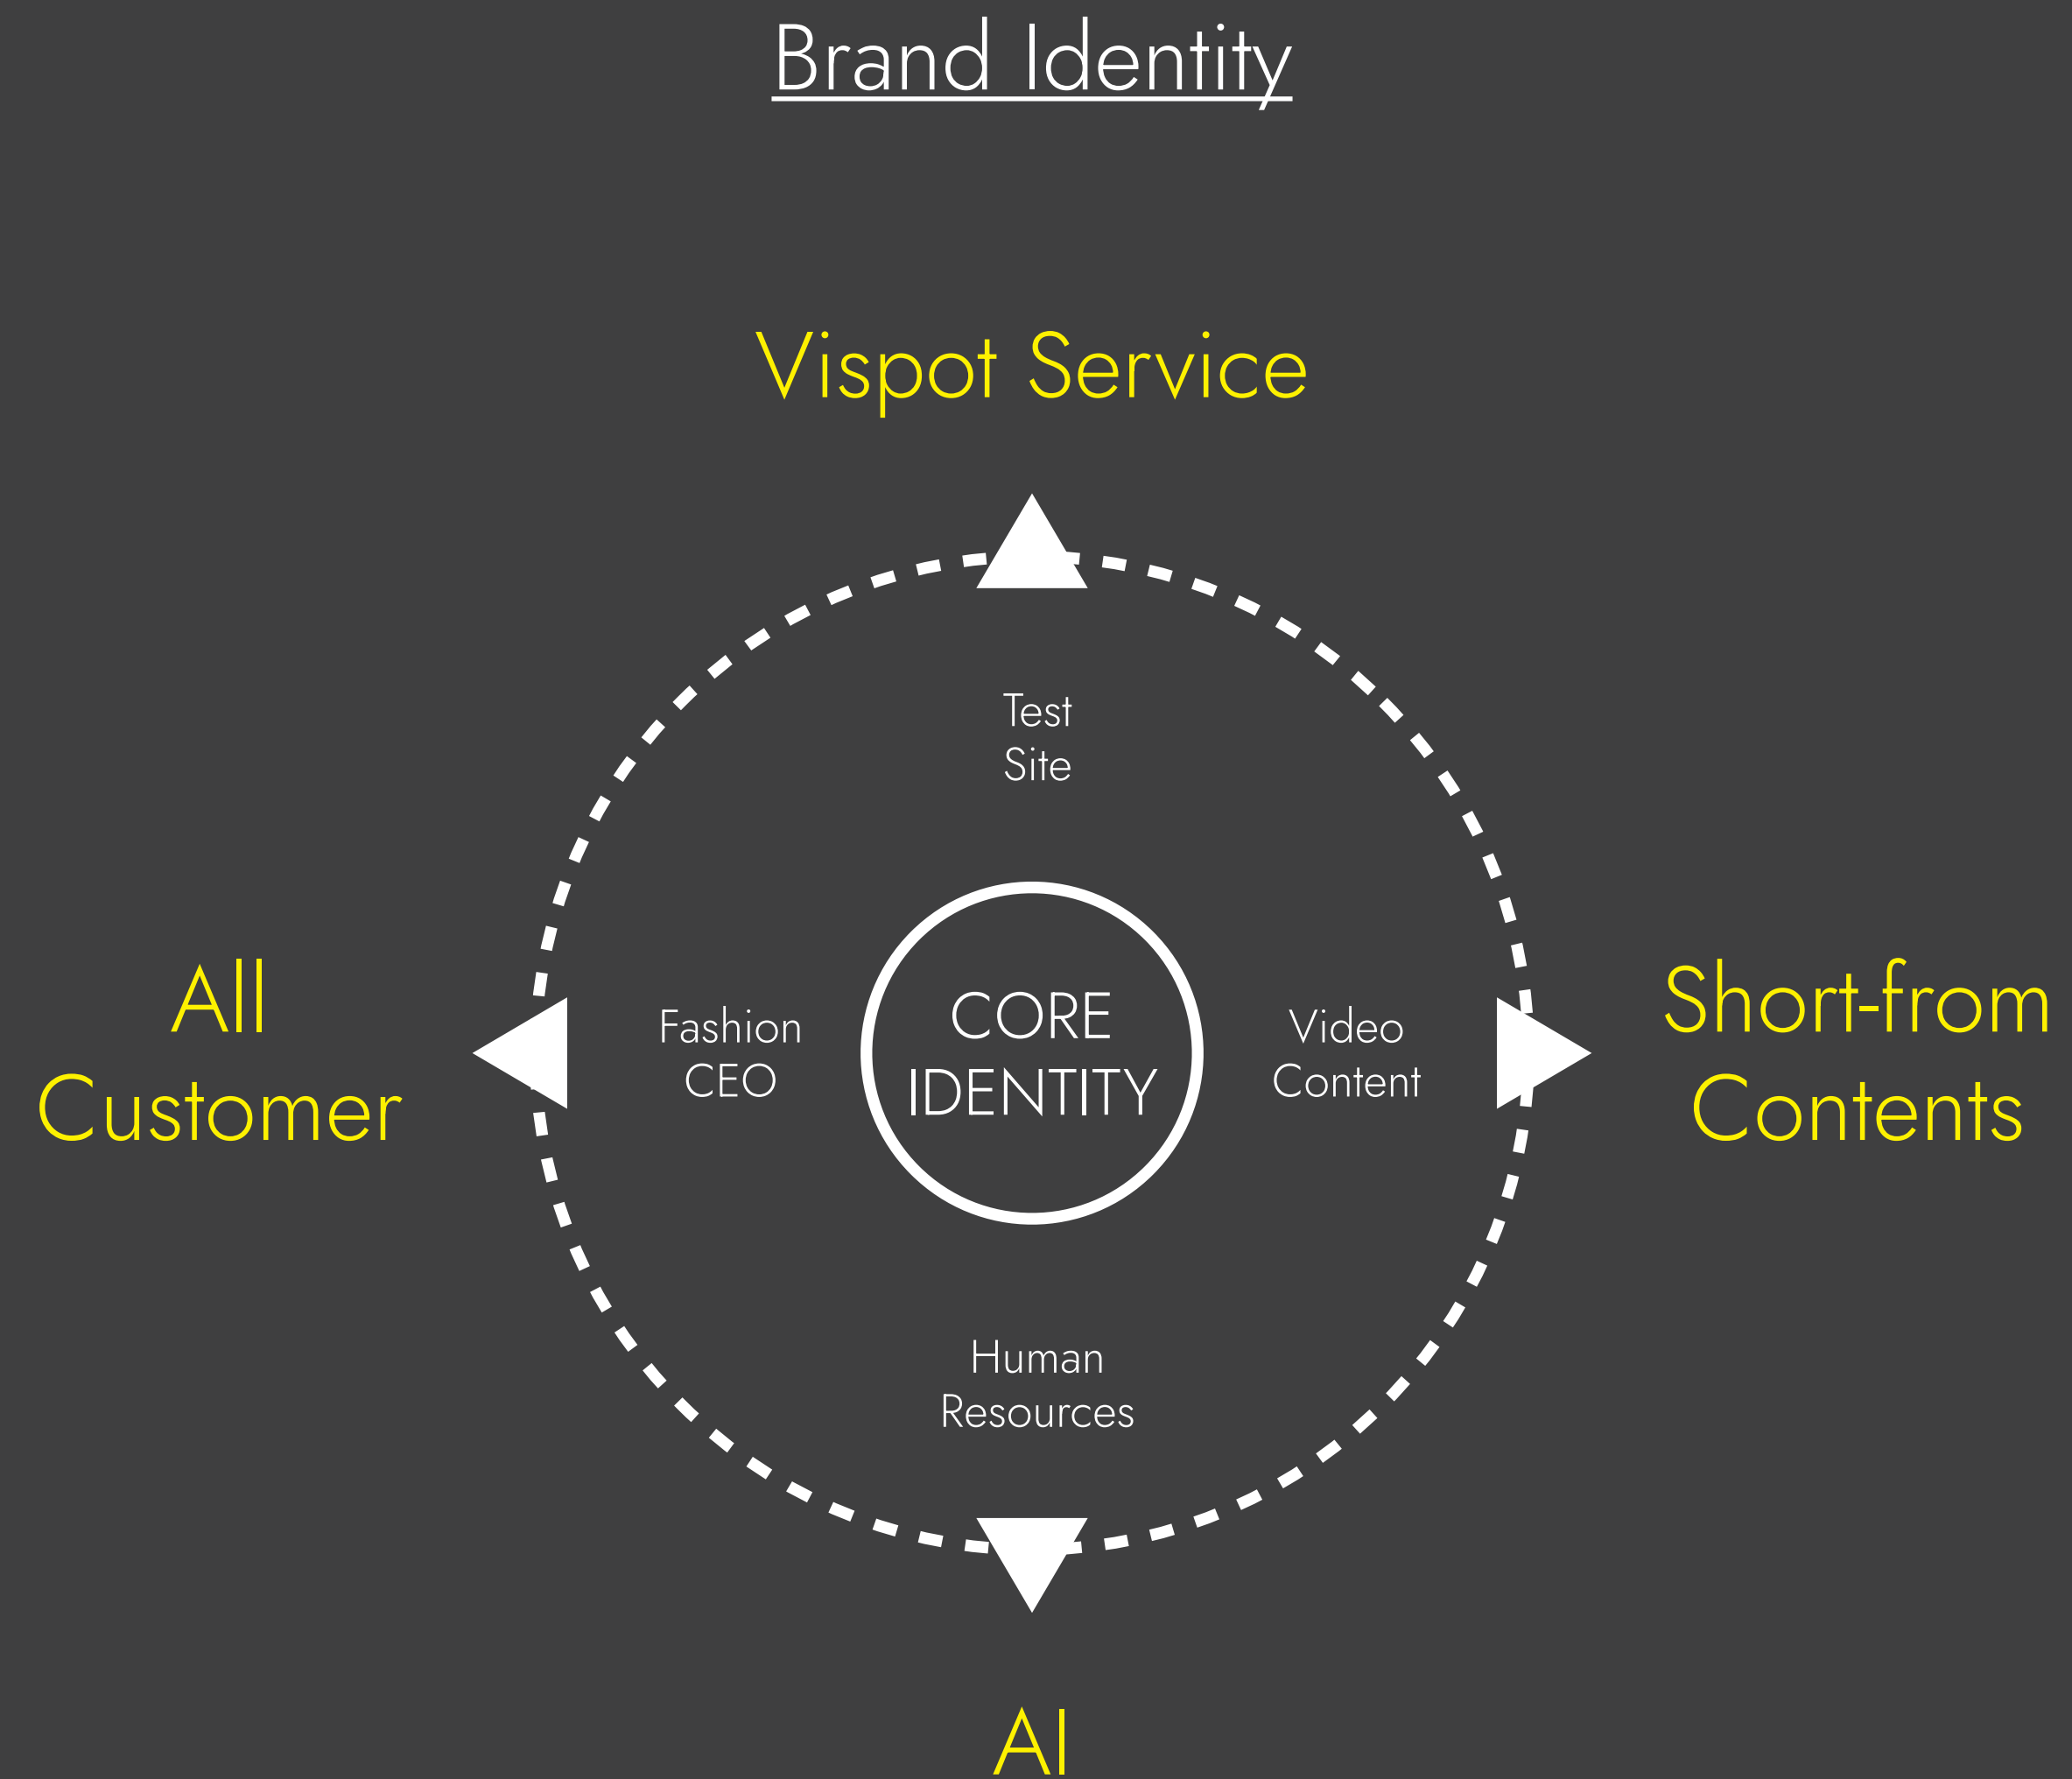 Brand Identity
Vispot Service
Test
Site
All
Customer
Fashion
CEO
CORE
IDENTITY
Video
Content
Short-from
Contents
Human
Resources
AI